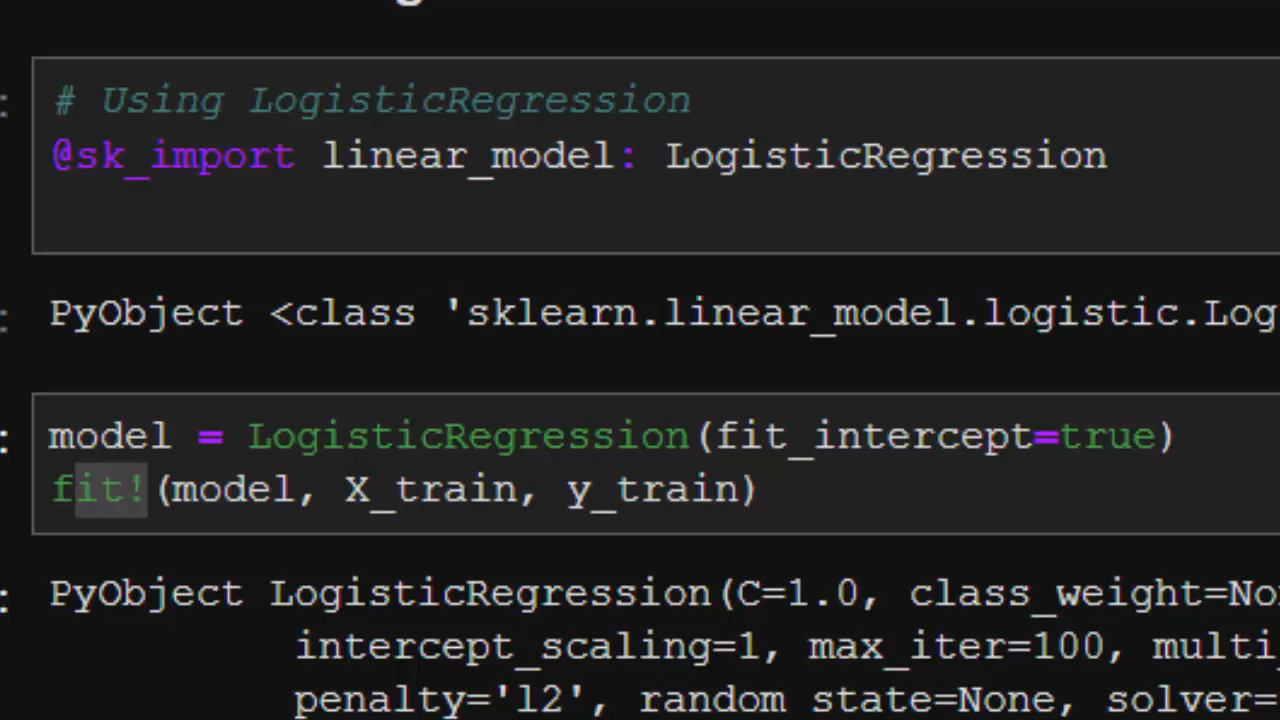 # Using LogisticRegression
@sk_import linear_model: LogisticRegression
PyObject <class 'sklearn.linear_model.logistic.Log
model = LogisticRegression(fit_intercept=true)
fit!(model, X_train, y_train)
PyObject LogisticRegression(C=1.0, class_weight=No
intercept_scaling=1, max_iter=100, multi_
penalty='l2', random_state=None, solver=